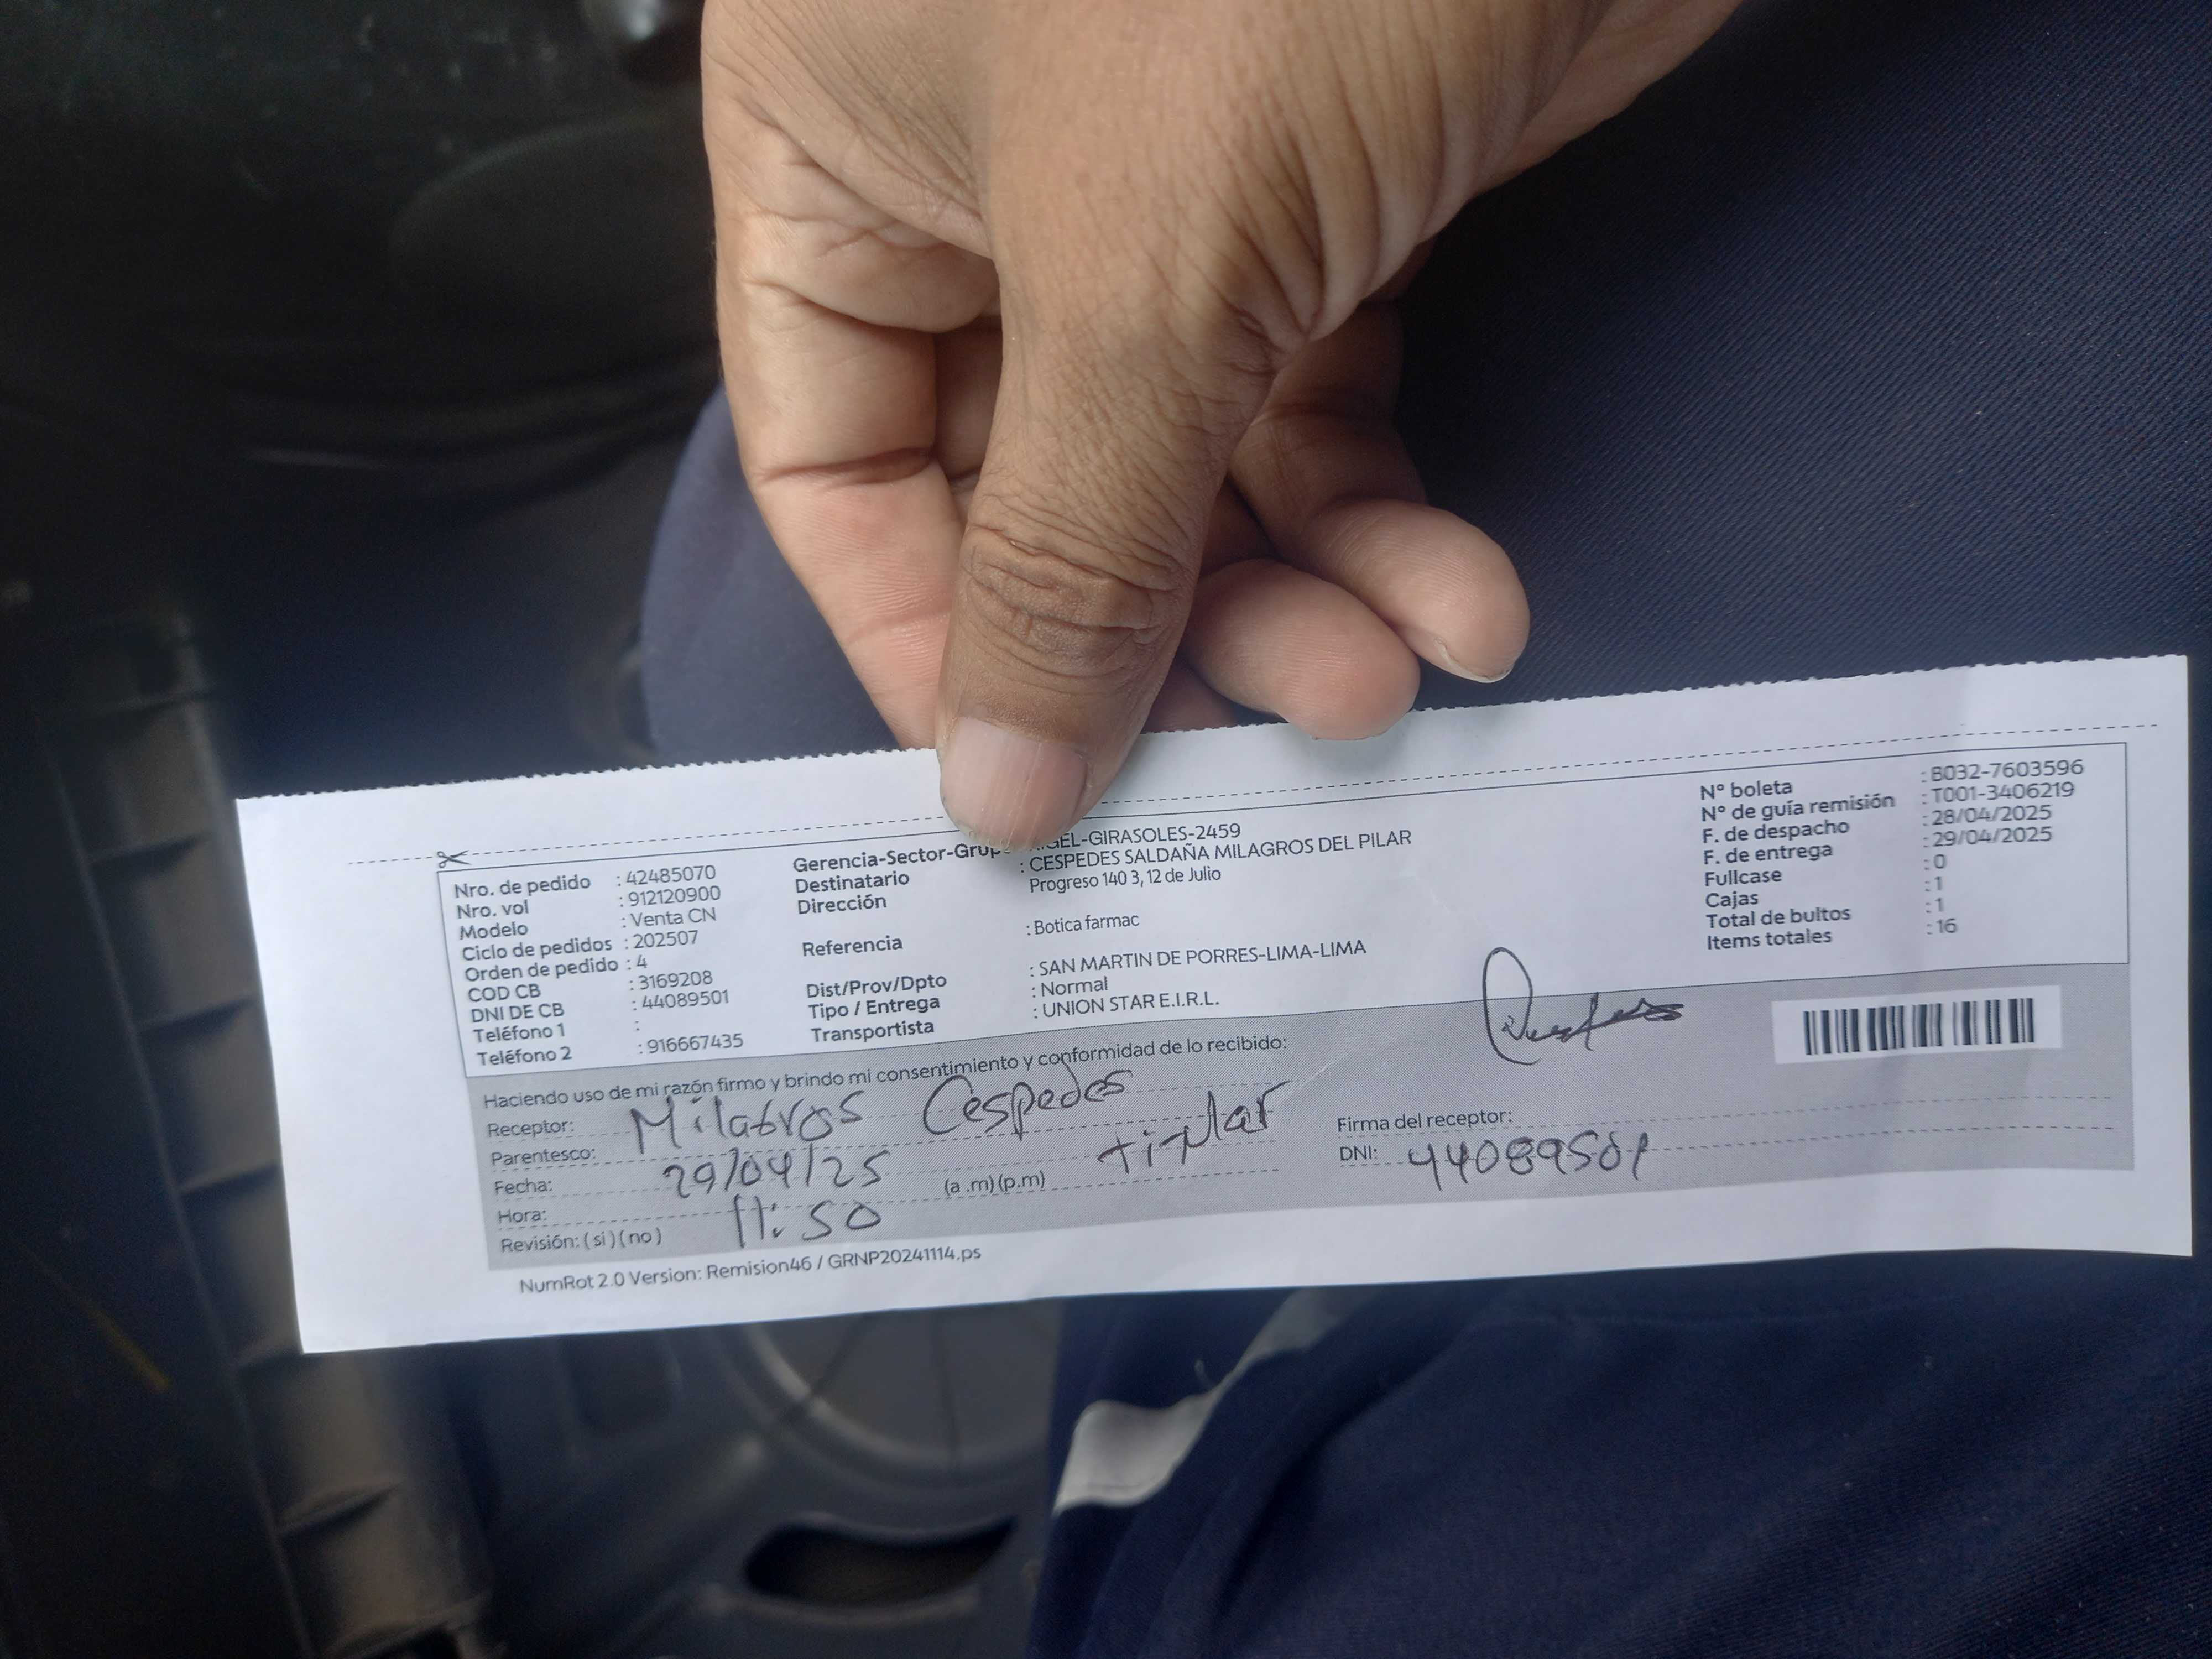 Nro. de pedido : 42485070
Nro. vol : 912120900
Modelo : Venta CN
Ciclo de pedidos : 202507
Orden de pedido : 4
COD CB : 3169208
DNI DE CB : 44089501
Teléfono 1 :
Teléfono 2 : 916667435
Gerencia-Sector-Grup GEL-GIRASOLES-2459
Destinatario : CESPEDES SALDAÑA MILAGROS DEL PILAR
Dirección Progreso 140 3, 12 de Julio
Referencia : Botica farmac
Dist/Prov/Dpto : SAN MARTIN DE PORRES-LIMA-LIMA
Tipo / Entrega : Normal
Transportista : UNION STAR E.I.R.L.
N° boleta : B032-7603596
N° de guía remisión : T001-3406219
F. de despacho : 28/04/2025
F. de entrega : 29/04/2025
Fullcase : 0
Cajas : 1
Total de bultos : 1
Items totales : 16
Haciendo uso de mi razón firmo y brindo mi consentimiento y conformidad de lo recibido:
Receptor: Milagros Cespedes
Parentesco: titular
Fecha: 29/04/25
Hora: 11:50 (a .m) (p.m)
Revisión: ( si ) ( no )
Firma del receptor:
DNI: 44089501
NumRot 2.0 Version: Remision46 / GRNP20241114.ps